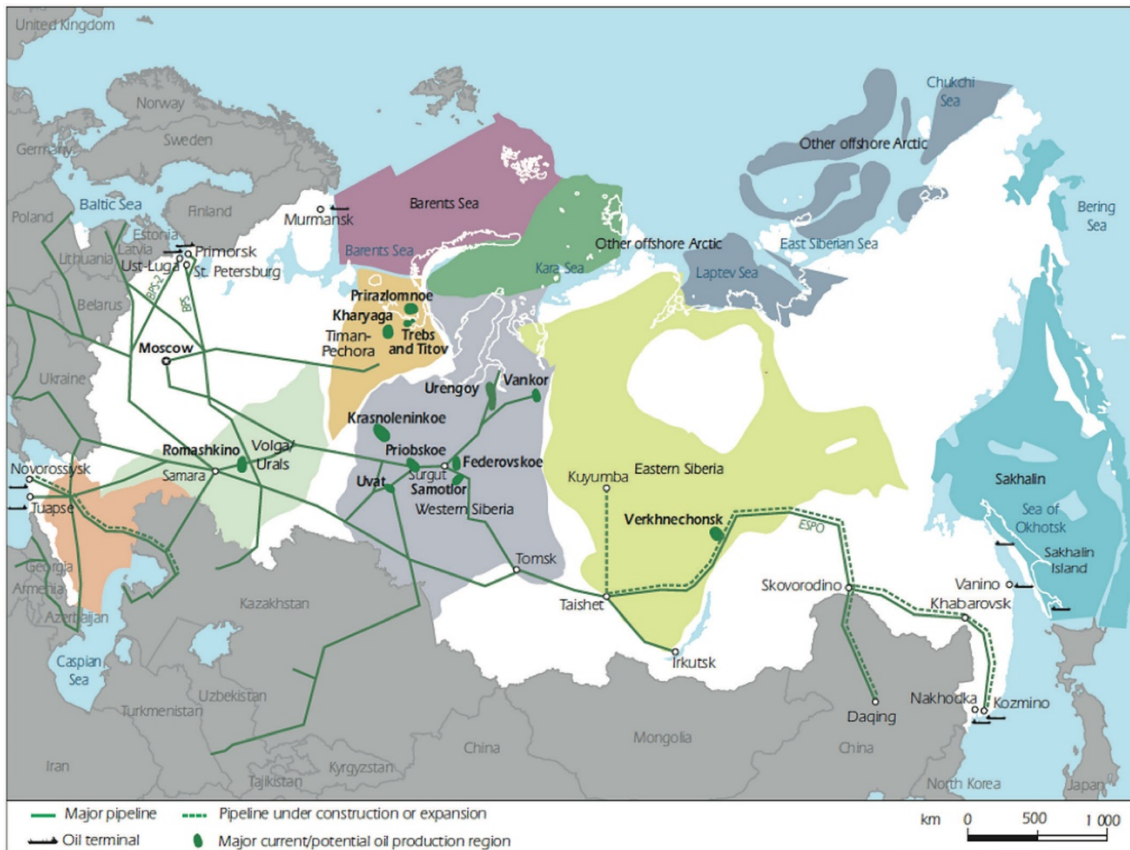 United Kingdom
Norway
Sweden
Germany
Chukchi
Sea
Other offshore Arctic
Baltic Sea
Finland
Poland
Murmansk
Barents Sea
Bering
Sea
Estonia
Latvia
Lithuania
Barents Sea
Other offshore Arctic
East Siberian Sea
Primorsk
Ust-Luga
St. Petersburg
Kara Sea
Laptev Sea
BPS-2
BPS
Belarus
Prirazlomnoe
Kharyaga
Timan-
Pechora
Trebs
and Titov
Moscow
Ukraine
Urengoy
Vankor
Krasnoleninkoe
Romashkino
Volga/
Urals
Priobskoe
Federovskoe
Novorossiysk
Samara
Surgut
Kuyumba
Eastern Siberia
Sakhalin
Uvat
Samotlor
Tuapse
Western Siberia
Verkhnechonsk
ESPO
Sea of
Okhotsk
Sakhalin
Island
Georgia
Tomsk
Armenia
Kazakhstan
Skovorodino
Vanino
Azerbaijan
Taishet
Khabarovsk
Caspian
Sea
Irkutsk
Uzbekistan
Nakhodka
Kozmino
Turkmenistan
Daqing
Mongolia
China
China
Iran
Kyrgyzstan
Tajikistan
North Korea
Japan
Major pipeline
Pipeline under construction or expansion
Oil terminal
Major current/potential oil production region
km
0 500 1 000